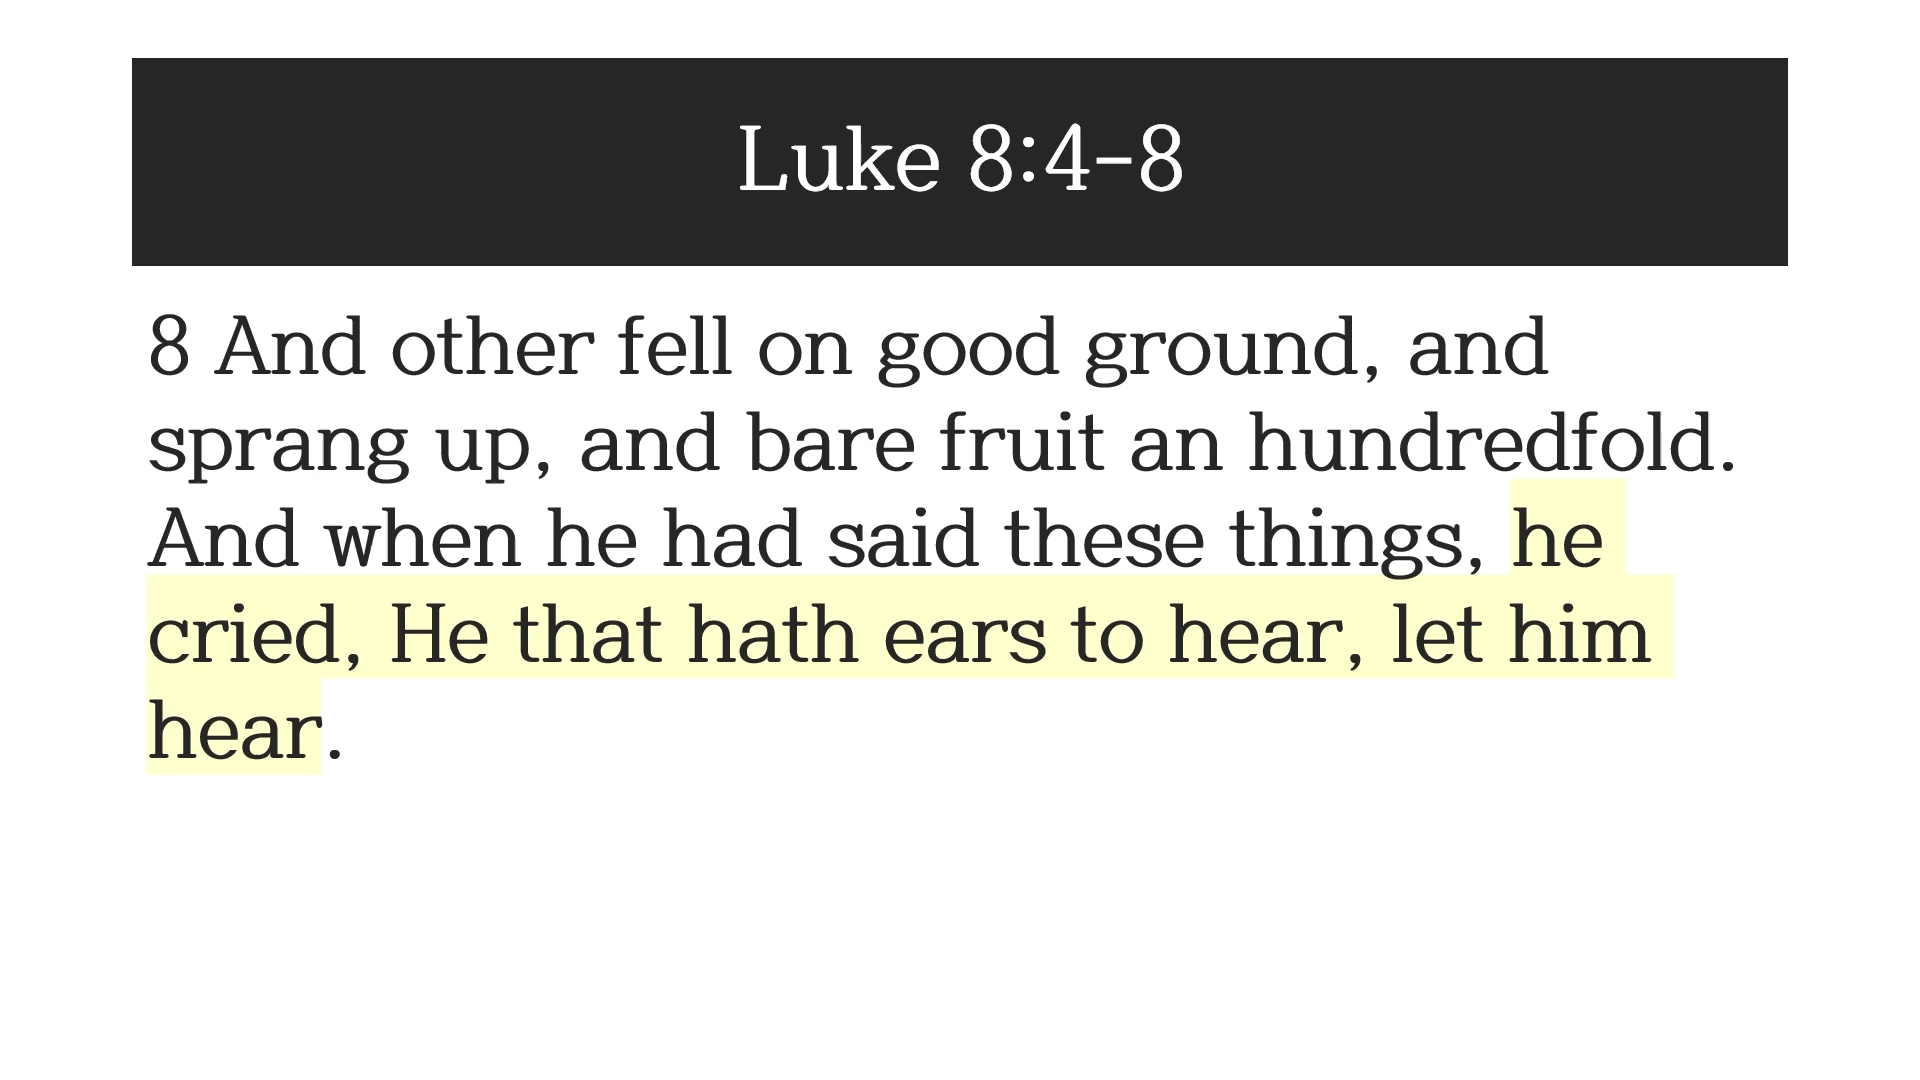 Luke 8:4–8
8 And other fell on good ground, and
sprang up, and bare fruit an hundredfold.
And when he had said these things, he
cried, He that hath ears to hear, let him
hear.